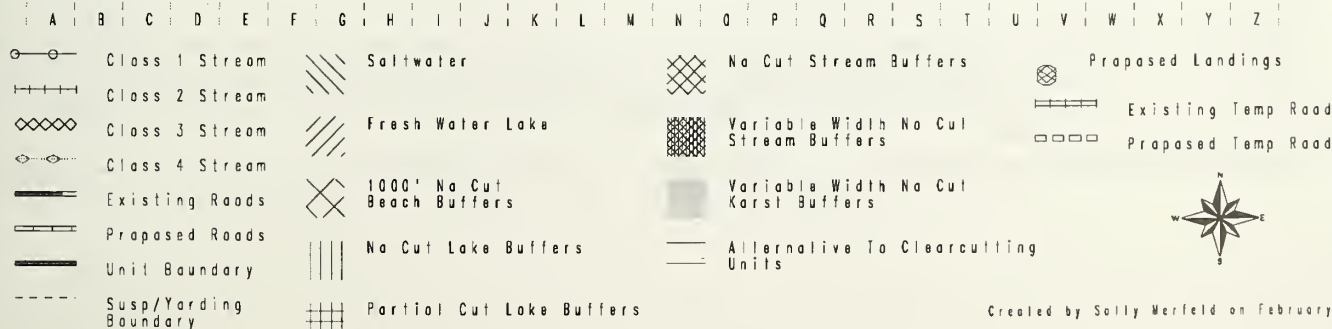 A B C D E F G H I J K L M N O P Q R S T U V W X Y Z
Class 1 Stream
Class 2 Stream
Class 3 Stream
Class 4 Stream
Existing Roads
Proposed Roads
Unit Boundary
Susp/Yarding
Boundary
Saltwater
Fresh Water Lake
1000' No Cut
Beach Buffers
No Cut Lake Buffers
Partial Cut Lake Buffers
No Cut Stream Buffers
Variable Width No Cut
Stream Buffers
Variable Width No Cut
Karst Buffers
Alternative To Clearcutting
Units
Proposed Landings
Existing Temp Road
Proposed Temp Road
N
W E
S
Created by Sally Merfeld on February